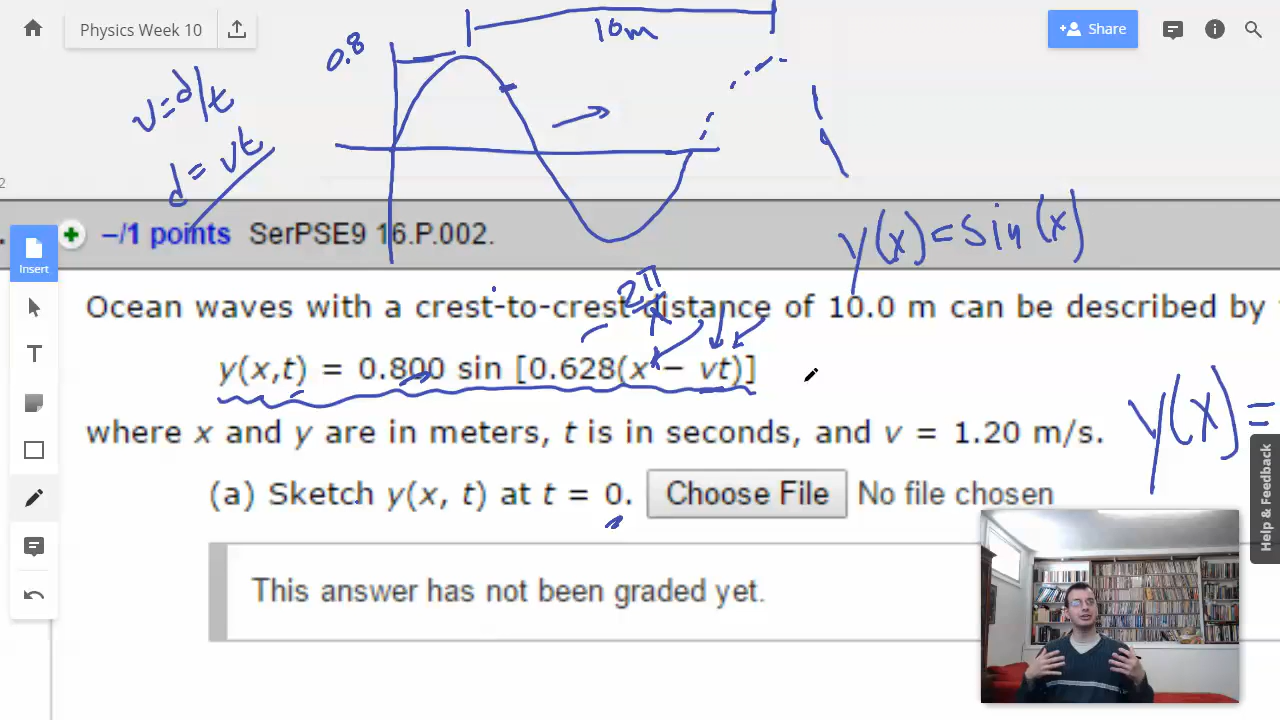 Physics Week 10
Share
10m
0.8
v=d/t
d=vt
2
–/1 points SerPSE9 16.P.002.
Insert
y(x)=sin(x)
2π
Ocean waves with a crest-to-crest distance of 10.0 m can be described by
y(x,t) = 0.800 sin [0.628(x − vt)]
y(x)=
where x and y are in meters, t is in seconds, and v = 1.20 m/s.
(a) Sketch y(x, t) at t = 0. Choose File No file chosen
Help & Feedback
This answer has not been graded yet.